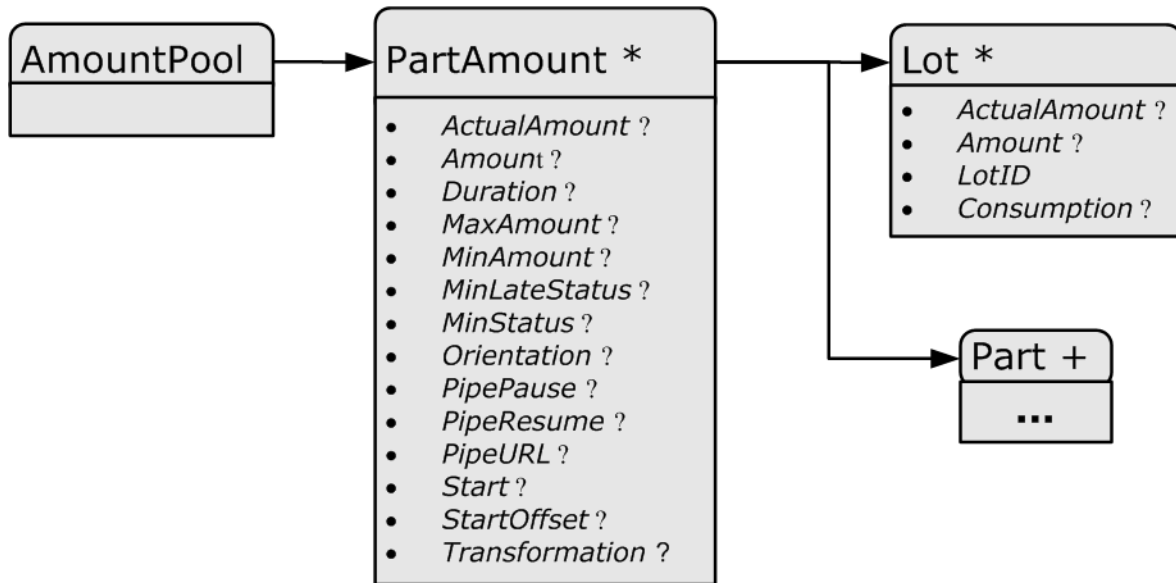 AmountPool
PartAmount *
• ActualAmount ?
• Amount ?
• Duration ?
• MaxAmount ?
• MinAmount ?
• MinLateStatus ?
• MinStatus ?
• Orientation ?
• PipePause ?
• PipeResume ?
• PipeURL ?
• Start ?
• StartOffset ?
• Transformation ?
Lot *
• ActualAmount ?
• Amount ?
• LotID
• Consumption ?
Part +
...